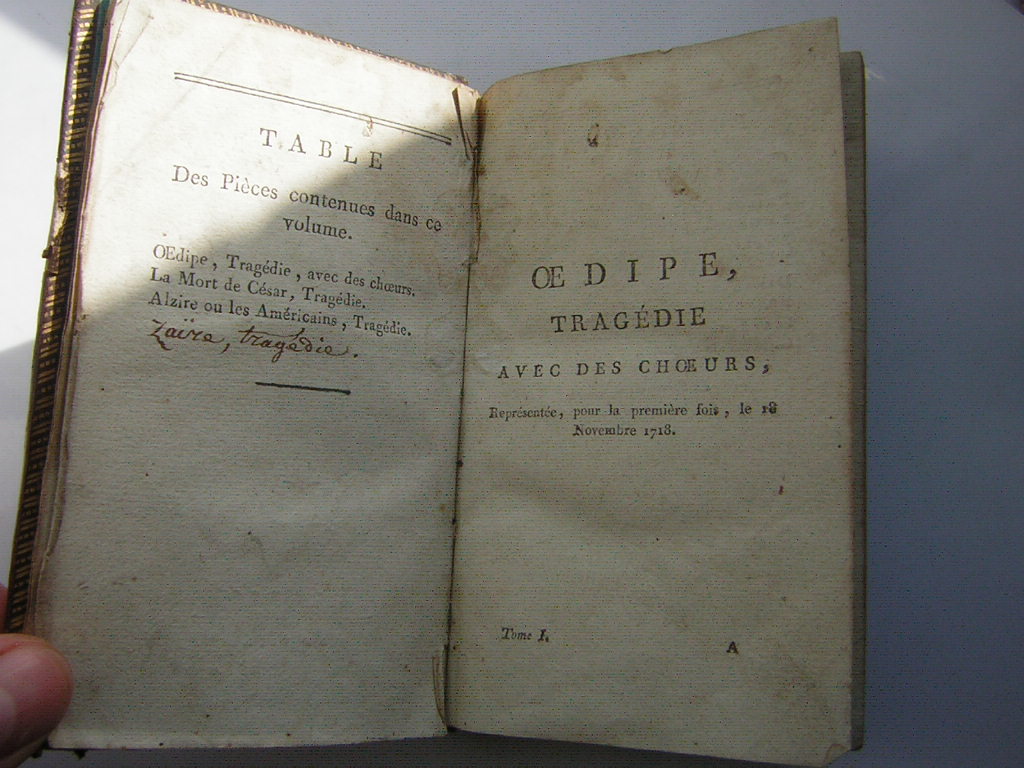 TABLE
Des Pièces contenues dans ce
volume.
OEdipe, Tragédie, avec des chœurs.
La Mort de César, Tragédie.
Alzire ou les Américains, Tragédie.
Zaïre, tragédie.
ŒDIPE,
TRAGÉDIE
AVEC DES CHŒURS,
Représentée, pour la première fois, le 18
Novembre 1718.
Tome I.
A